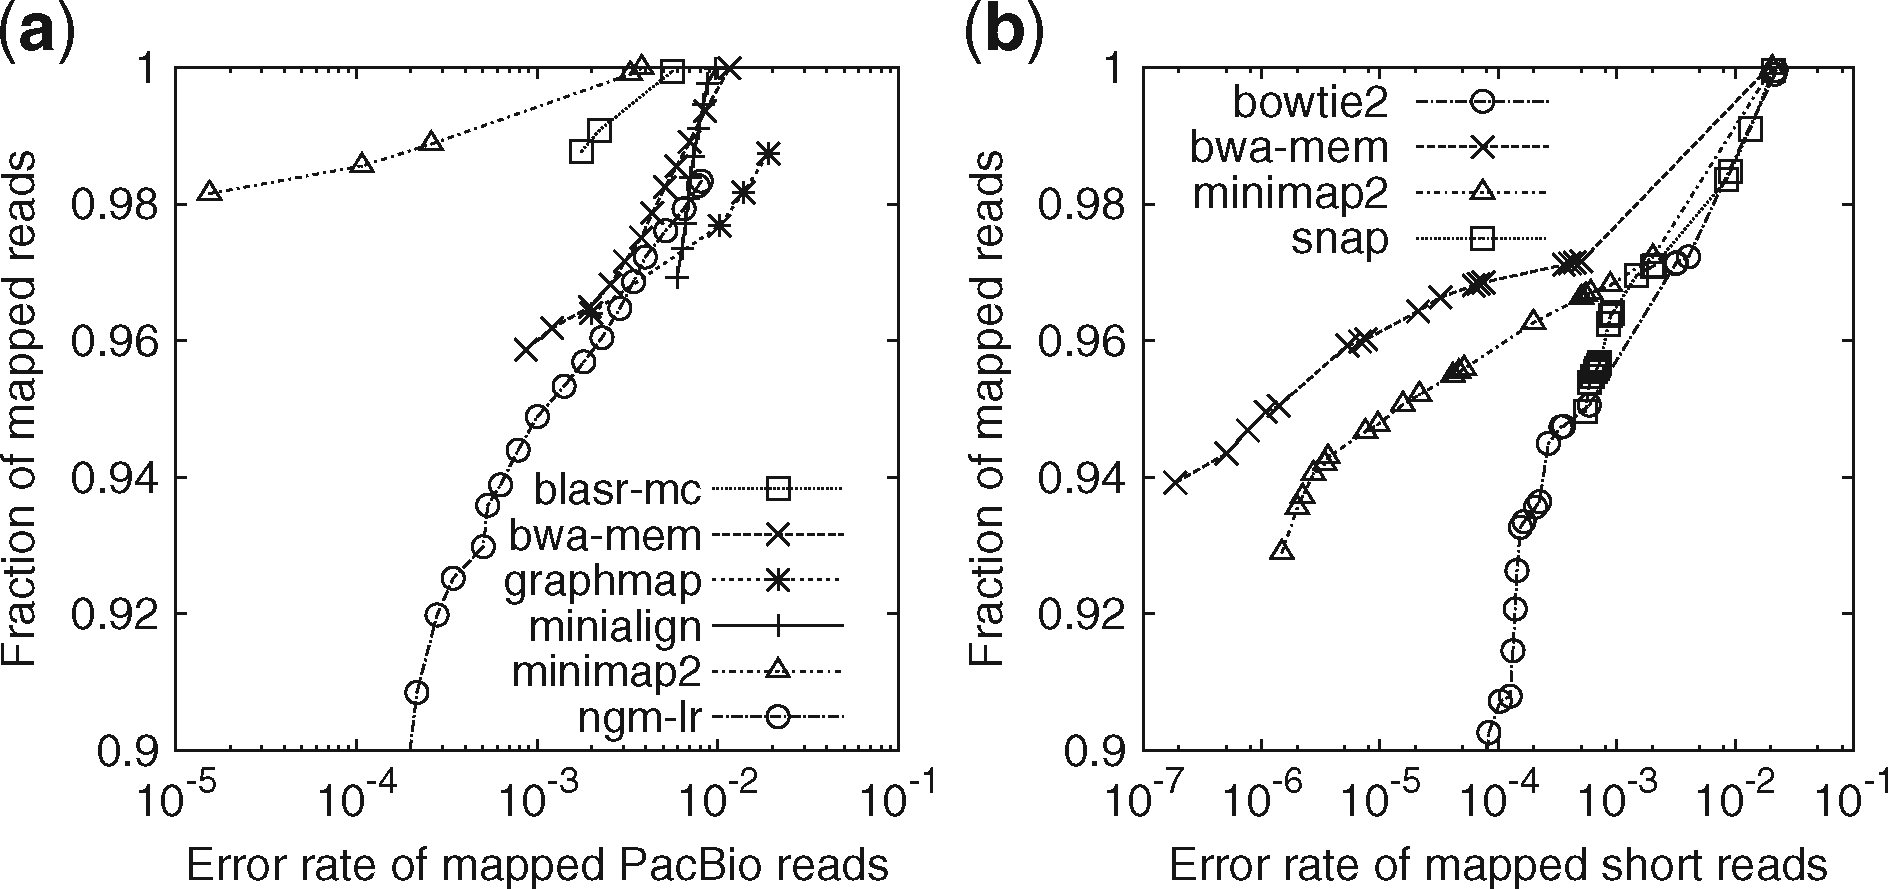 (a)
Fraction of mapped reads
1
0.98
0.96
0.94
0.92
0.9
blasr-mc
bwa-mem
graphmap
minialign
minimap2
ngm-lr
10-5 10-4 10-3 10-2 10-1
Error rate of mapped PacBio reads
(b)
Fraction of mapped reads
1
0.98
0.96
0.94
0.92
0.9
bowtie2
bwa-mem
minimap2
snap
10-7 10-6 10-5 10-4 10-3 10-2 10-1
Error rate of mapped short reads